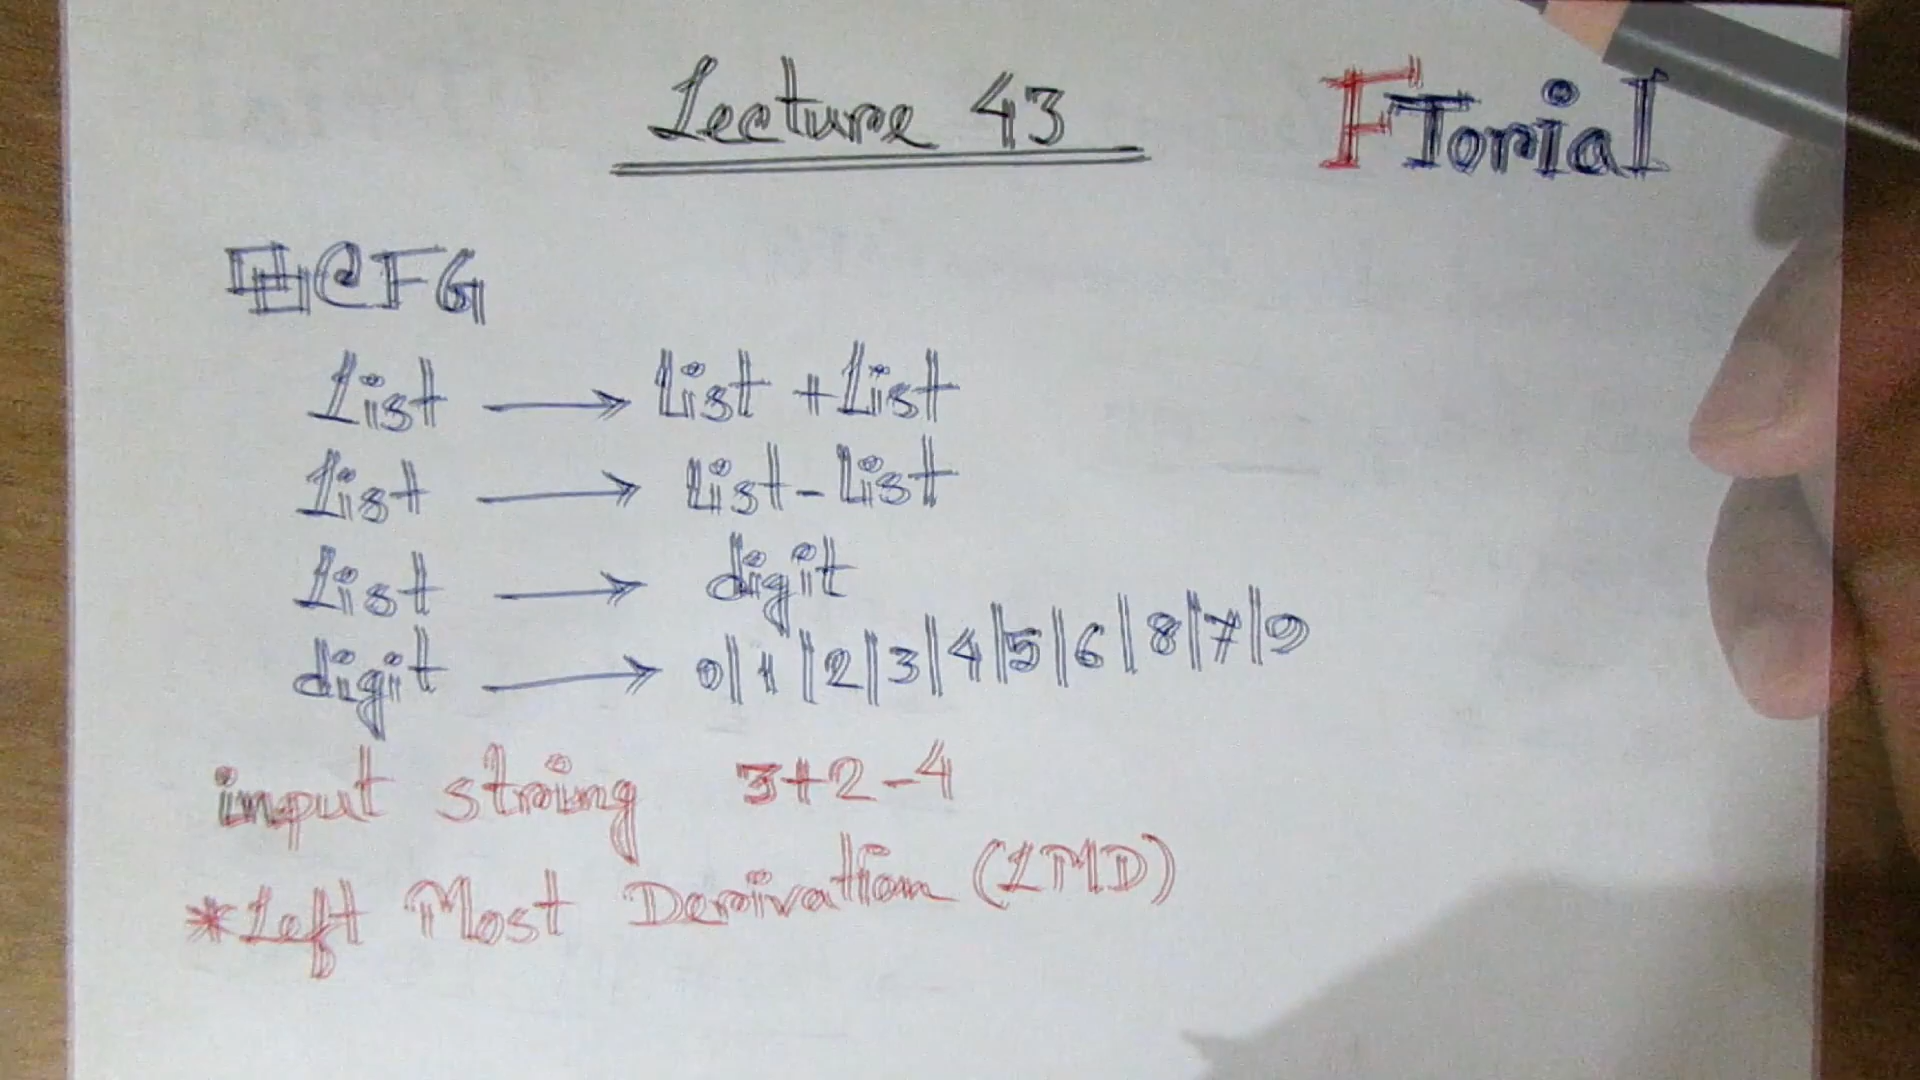 Lecture 43
FTorial
CFG
List → List + List
List → List - List
List → digit
digit → 0|1|2|3|4|5|6|8|7|9
input string 3+2-4
*Left Most Derivation (LMD)